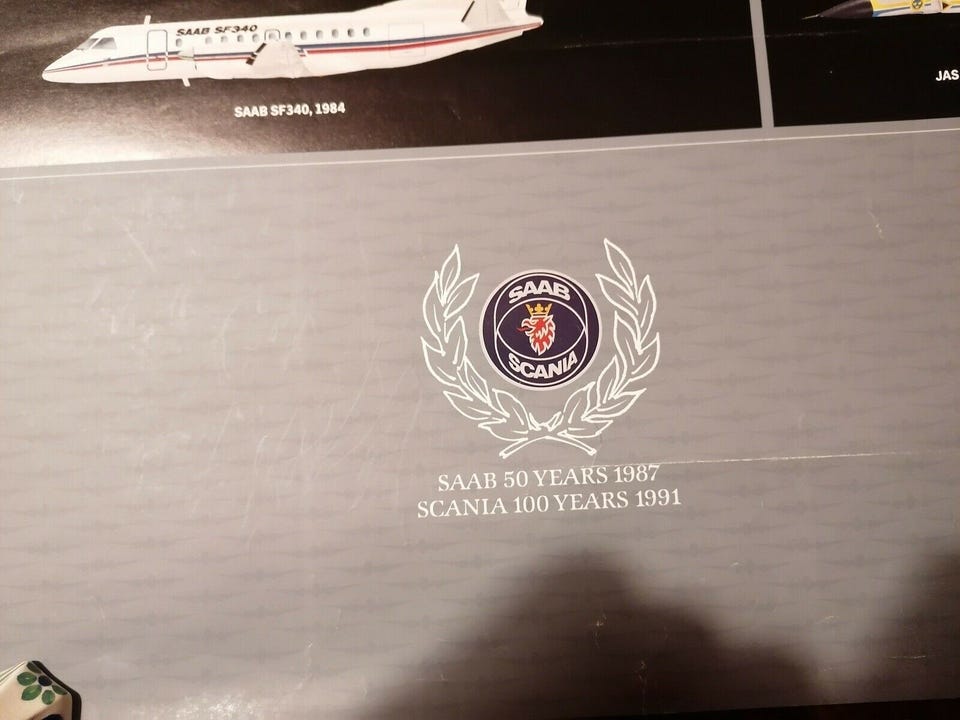 SAAB SF340
SAAB SF340, 1984
JAS
SAAB
SCANIA
SAAB 50 YEARS 1987
SCANIA 100 YEARS 1991